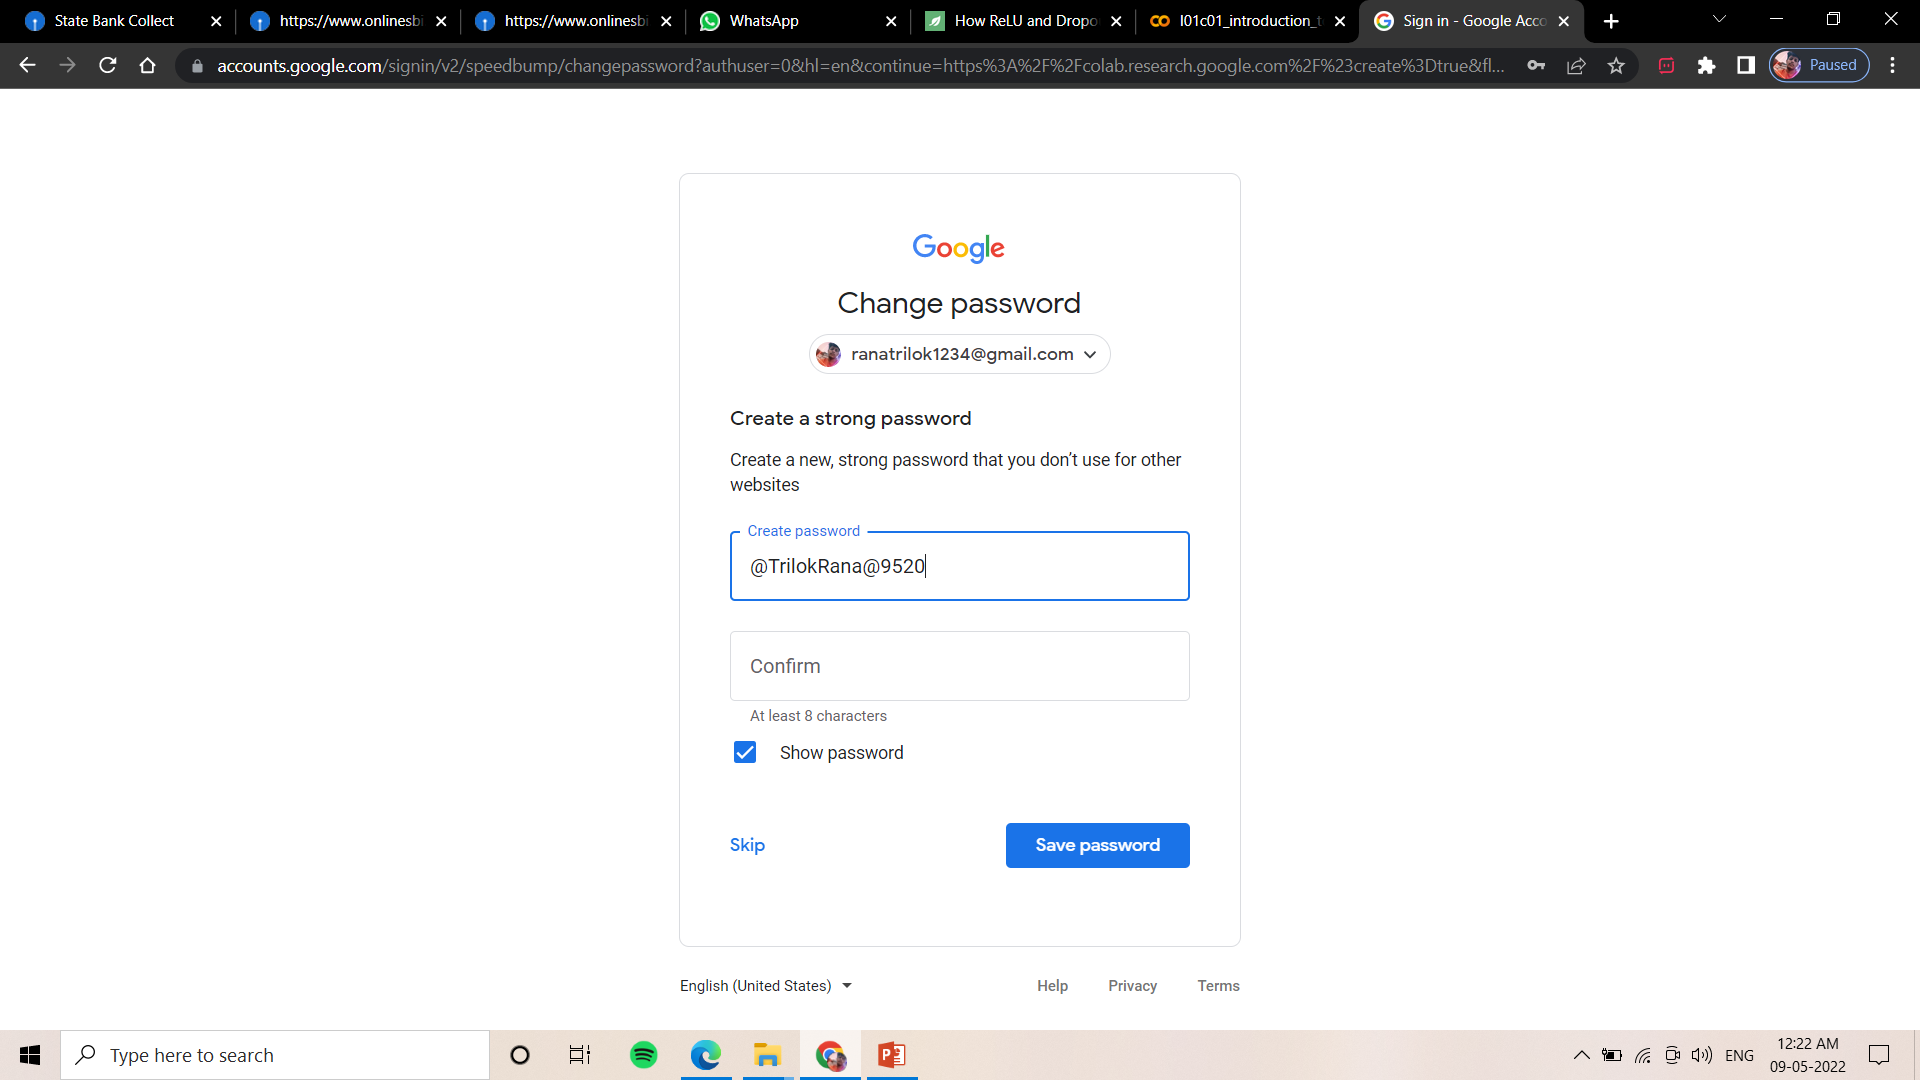 State Bank Collect
https://www.onlinesbi
https://www.onlinesbi
WhatsApp
How ReLU and Dropo
l01c01_introduction_t
Sign in - Google Acco
accounts.google.com/signin/v2/speedbump/changepassword?authuser=0&hl=en&continue=https%3A%2F%2Fcolab.research.google.com%2F%23create%3Dtrue&fl...
Paused
Google
Change password
ranatrilok1234@gmail.com
Create a strong password
Create a new, strong password that you don’t use for other
websites
Create password
@TrilokRana@9520
Confirm
At least 8 characters
Show password
Skip
Save password
English (United States)
Help
Privacy
Terms
Type here to search
ENG
12:22 AM
09-05-2022